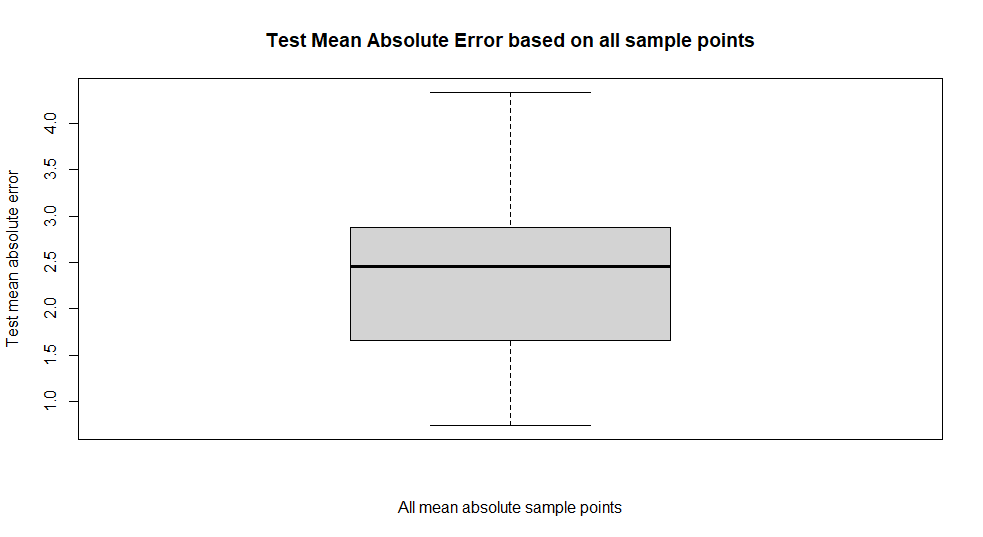 Test Mean Absolute Error based on all sample points
Test mean absolute error
4.0
3.5
3.0
2.5
2.0
1.5
1.0
All mean absolute sample points